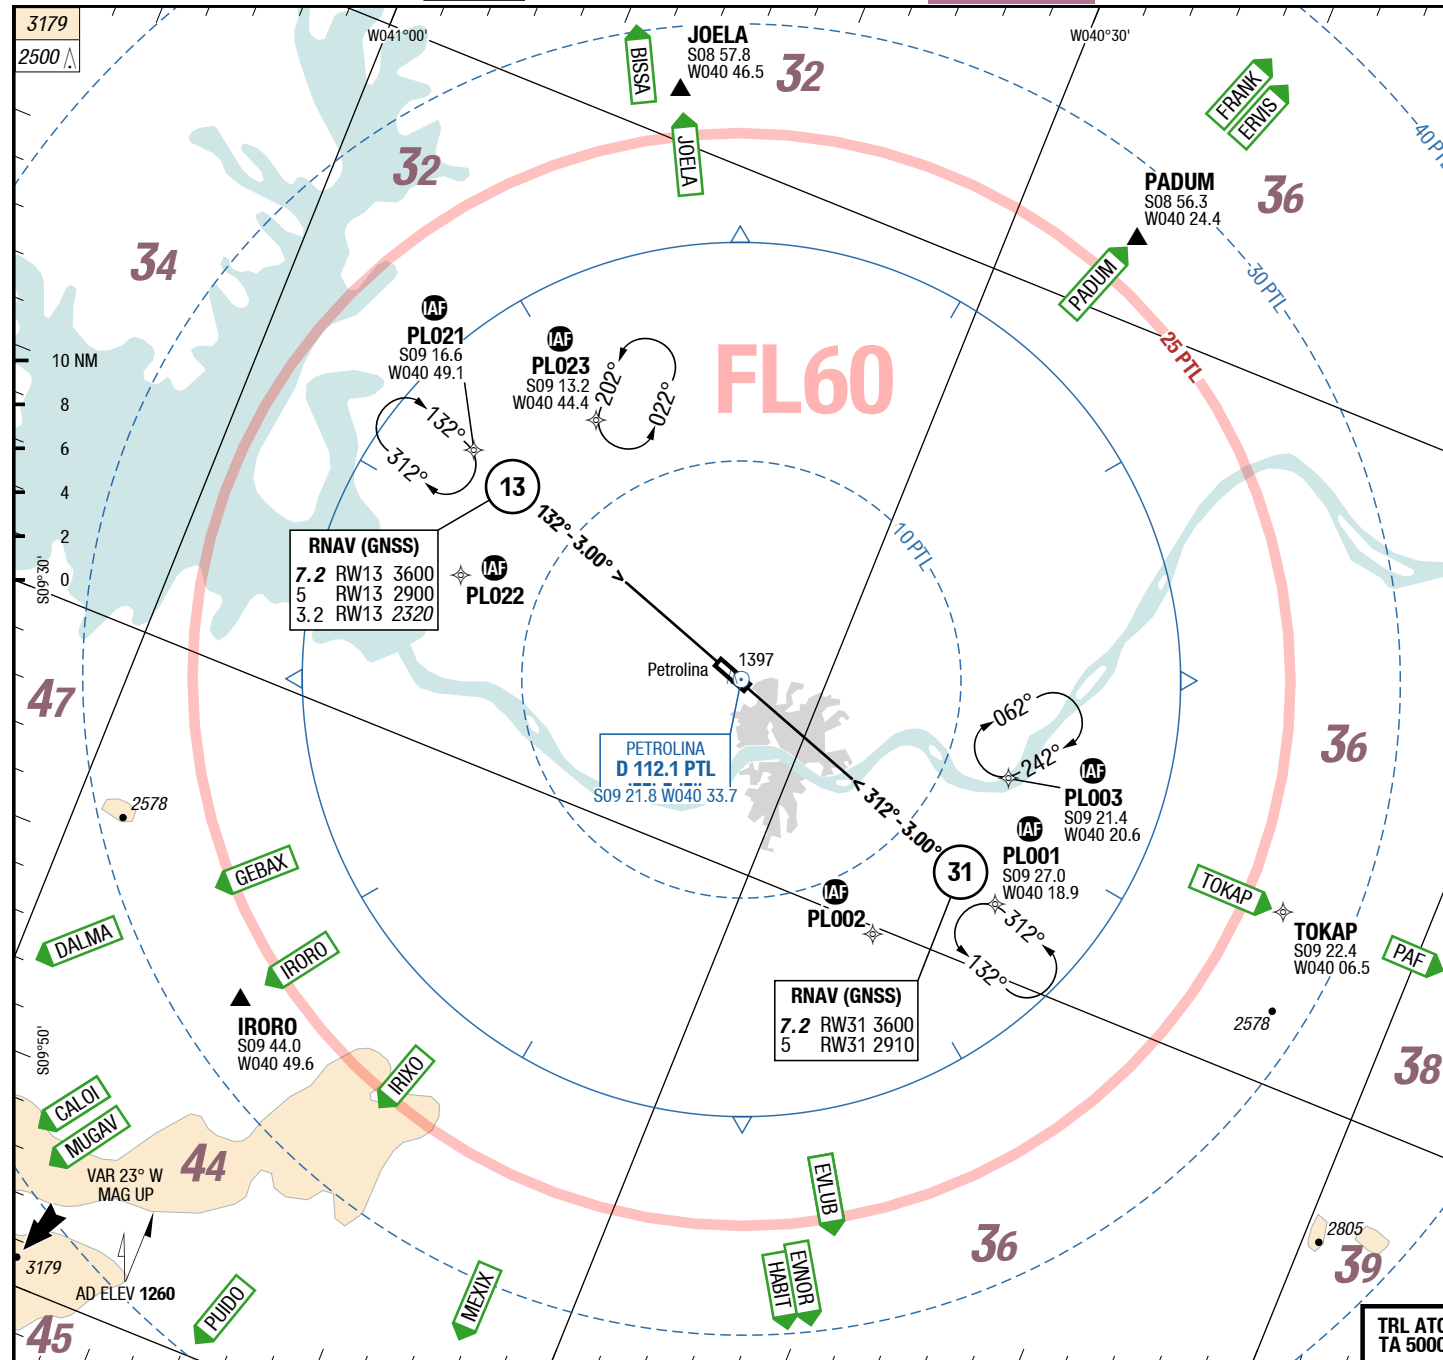 3179
2500
W041°00'
BISSA
JOELA
S08 57.8
W040 46.5
32
W040°30'
FRANK
ERVIS
40 PTL
32
JOELA
PADUM
S08 56.3
W040 24.4
36
34
PADUM
30 PTL
IAF
PL021
S09 16.6
W040 49.1
IAF
PL023
S09 13.2
W040 44.4
202°
022°
FL60
25 PTL
10 NM
8
6
4
2
0
S09°30'
132°
312°
13
132°-3.00° >
10 PTL
RNAV (GNSS)
7.2 RW13 3600
5 RW13 2900
3.2 RW13 2320
IAF
PL022
Petrolina
1397
47
PETROLINA
D 112.1 PTL
S09 21.8 W040 33.7
062°
242°
36
IAF
PL003
S09 21.4
W040 20.6
2578
< 312°-3.00°
IAF
PL001
S09 27.0
W040 18.9
31
GEBAX
IAF
PL002
TOKAP
TOKAP
S09 22.4
W040 06.5
DALMA
IRORO
312°
132°
PAF
IRORO
S09 44.0
W040 49.6
RNAV (GNSS)
7.2 RW31 3600
5 RW31 2910
2578
S09°50'
38
IRIXO
CALOI
MUGAV
44
VAR 23° W
MAG UP
EVLUB
36
2805
39
3179
AD ELEV 1260
EVNOR
HABIT
MEXIX
PUIDO
45
TRL ATC
TA 5000